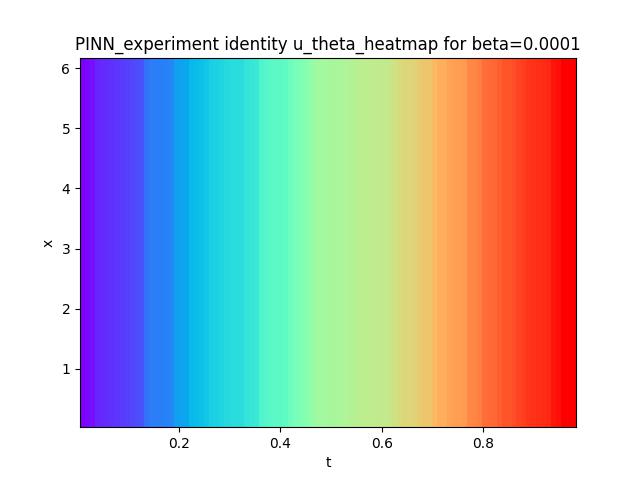 PINN_experiment identity u_theta_heatmap for beta=0.0001
6
5
4
3
2
1
x
0.2 0.4 0.6 0.8
t